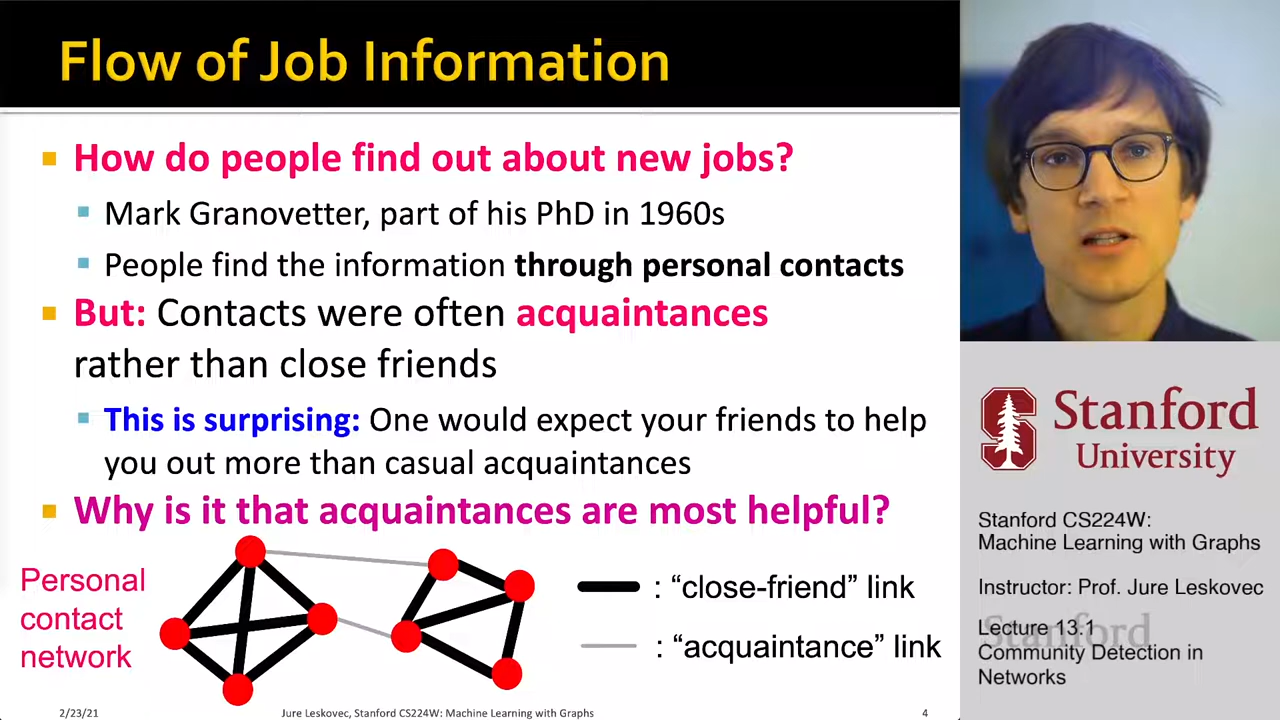 Flow of Job Information
How do people find out about new jobs?
Mark Granovetter, part of his PhD in 1960s
People find the information through personal contacts
But: Contacts were often acquaintances
rather than close friends
This is surprising: One would expect your friends to help
you out more than casual acquaintances
Why is it that acquaintances are most helpful?
Personal
contact
network
: “close-friend” link
: “acquaintance” link
2/23/21
Jure Leskovec, Stanford CS224W: Machine Learning with Graphs
4
Stanford
University
Stanford CS224W:
Machine Learning with Graphs
Instructor: Prof. Jure Leskovec
Stanford
Lecture 13.1
Community Detection in
Networks